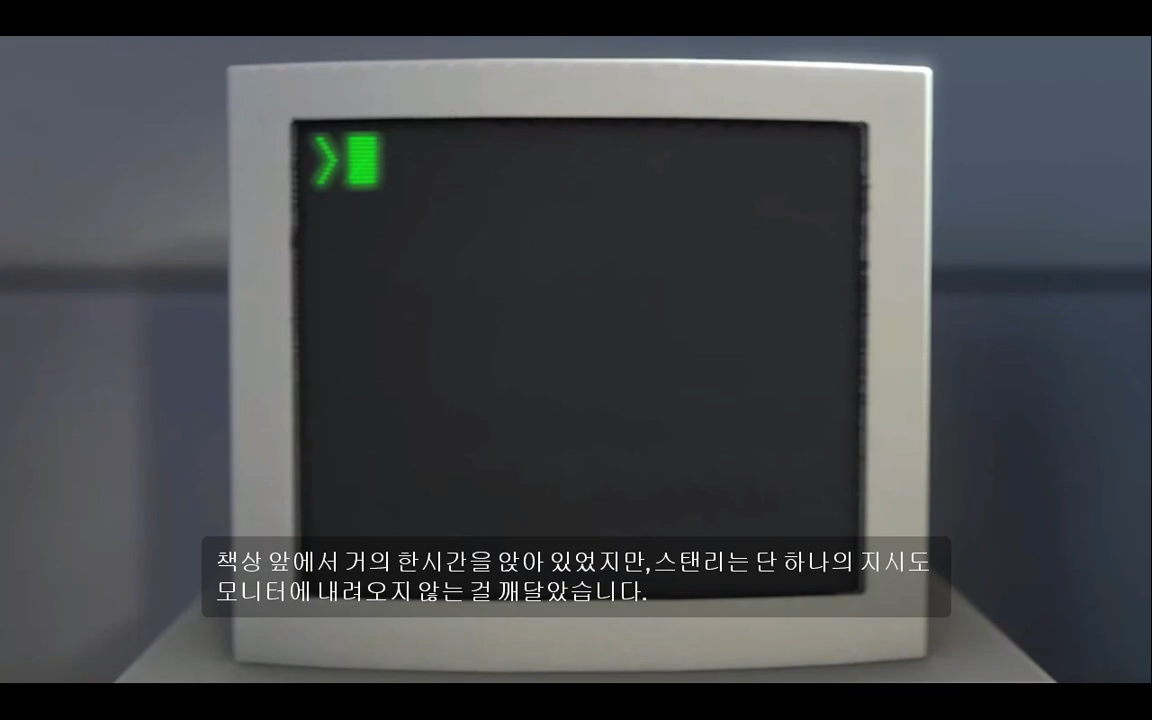 >█
책상 앞에서 거의 한시간을 앉아 있었지만, 스탠리는 단 하나의 지시도
모니터에 내려오지 않는 걸 깨달았습니다.